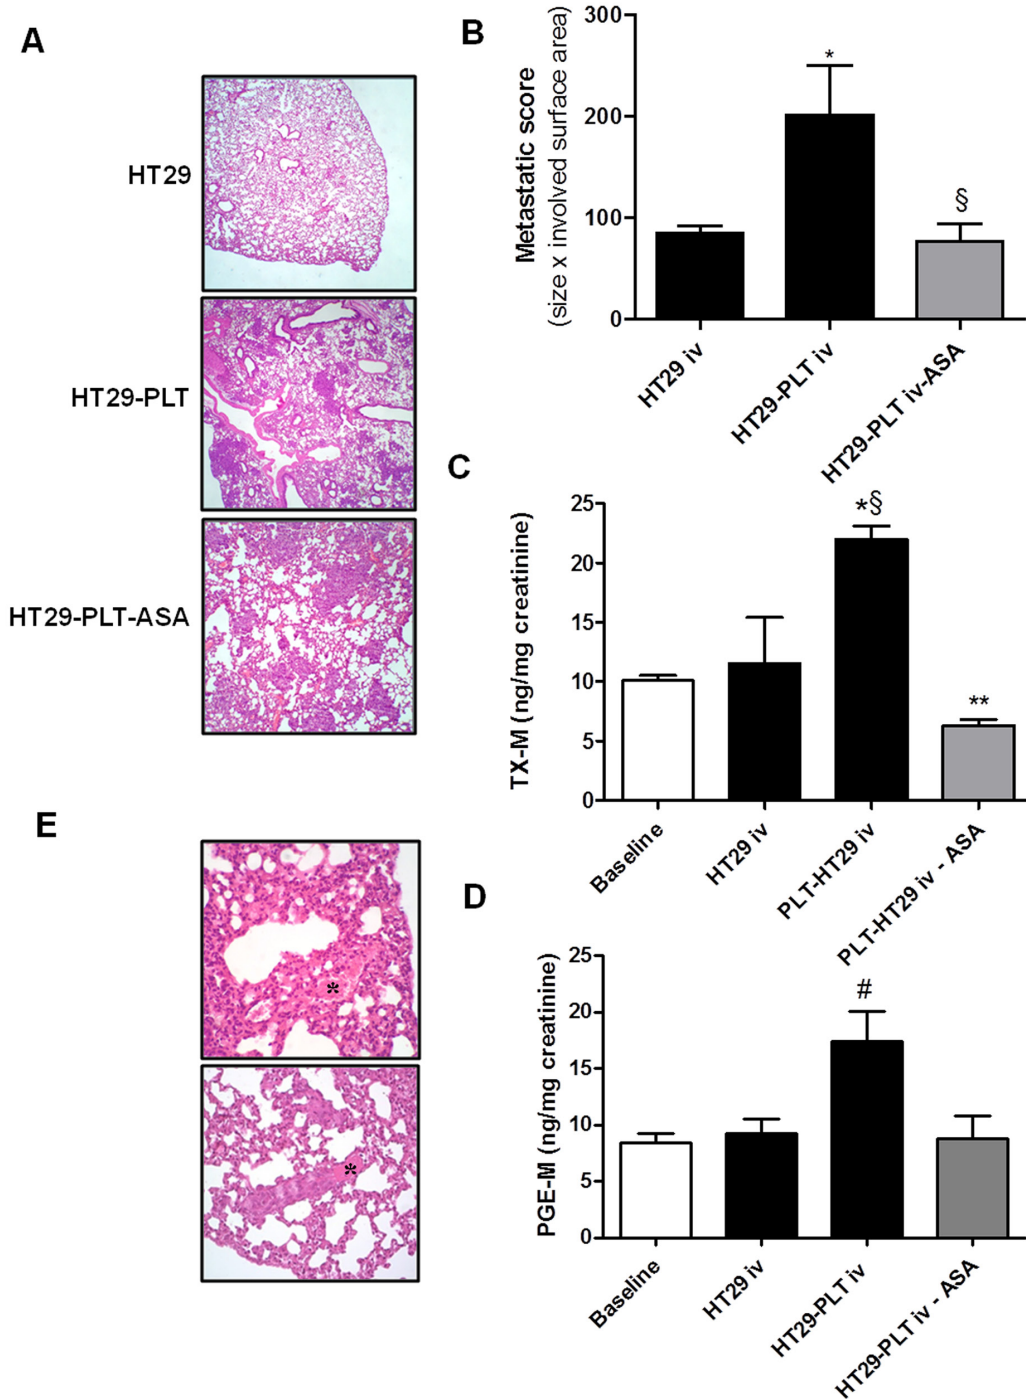 A
HT29
HT29-PLT
HT29-PLT-ASA
B
Metastatic score
(size x involved surface area)
300
200
100
0
*
§
HT29 iv
HT29-PLT iv
HT29-PLT iv-ASA
C
TX-M (ng/mg creatinine)
25
20
15
10
5
0
*§
**
Baseline
HT29 iv
PLT-HT29 iv
PLT-HT29 iv - ASA
E
*
*
D
PGE-M (ng/mg creatinine)
25
20
15
10
5
0
#
Baseline
HT29 iv
HT29-PLT iv
HT29-PLT iv - ASA